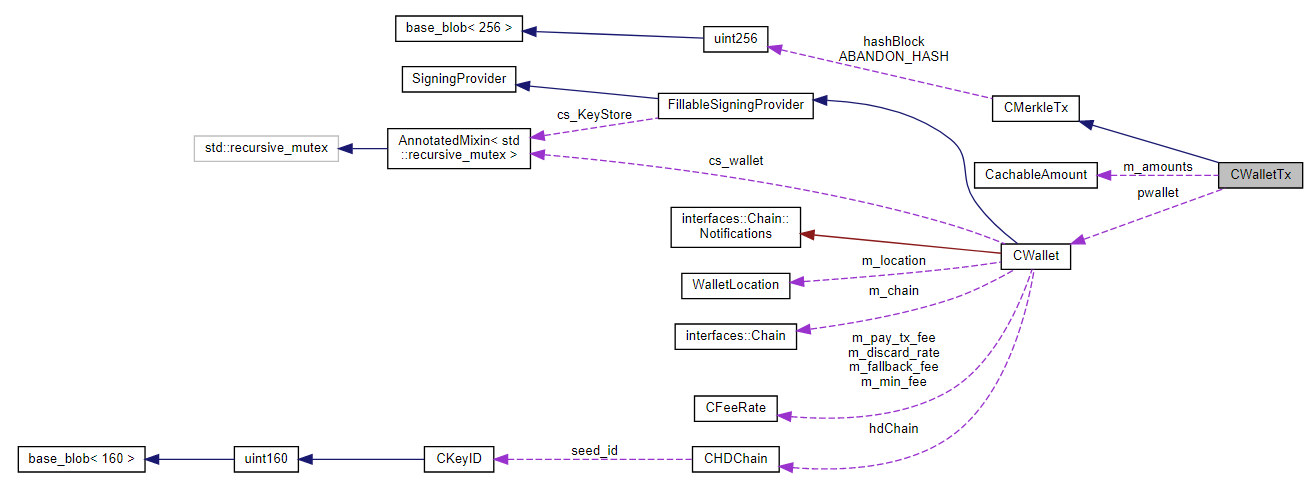 base_blob< 256 >
uint256
hashBlock
ABANDON_HASH
SigningProvider
FillableSigningProvider
CMerkleTx
cs_KeyStore
std::recursive_mutex
AnnotatedMixin< std
::recursive_mutex >
cs_wallet
CachableAmount
m_amounts
CWalletTx
pwallet
interfaces::Chain::
Notifications
CWallet
m_location
WalletLocation
m_chain
interfaces::Chain
m_pay_tx_fee
m_discard_rate
m_fallback_fee
m_min_fee
CFeeRate
hdChain
base_blob< 160 >
uint160
CKeyID
seed_id
CHDChain